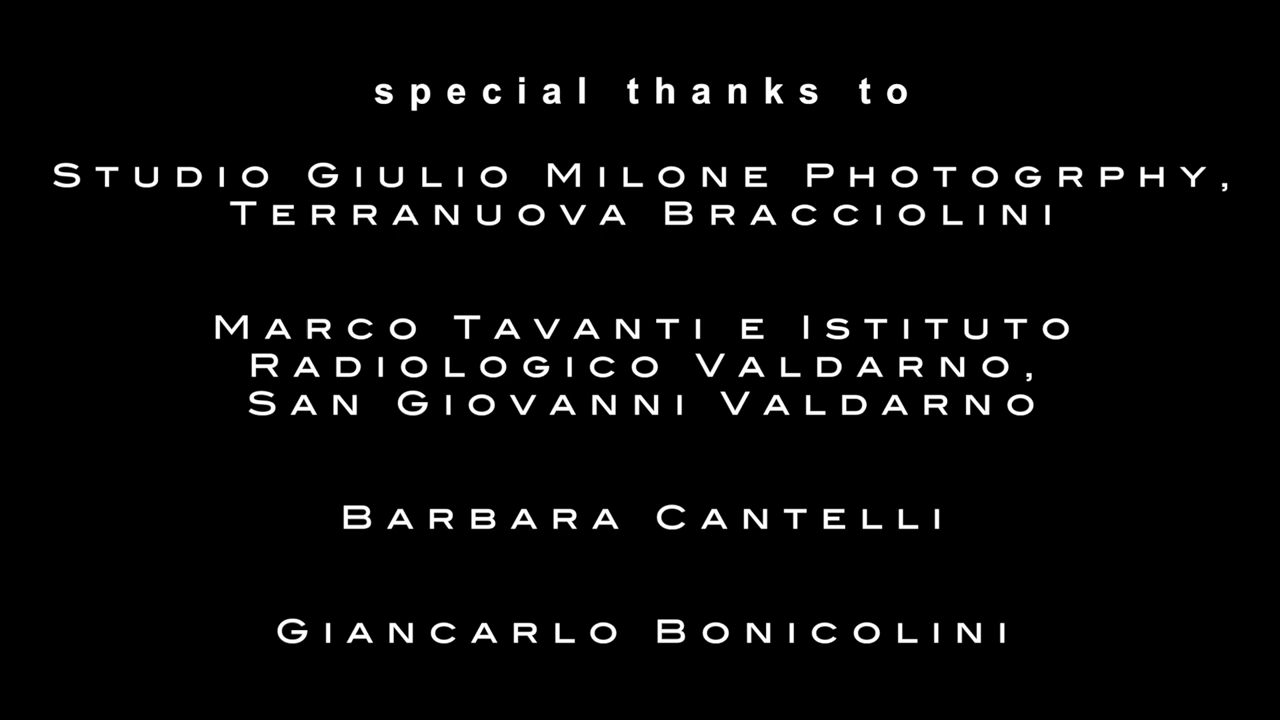 special thanks to
Studio Giulio Milone Photogrphy,
Terranuova Bracciolini
Marco Tavanti e Istituto
Radiologico Valdarno,
San Giovanni Valdarno
Barbara Cantelli
Giancarlo Bonicolini